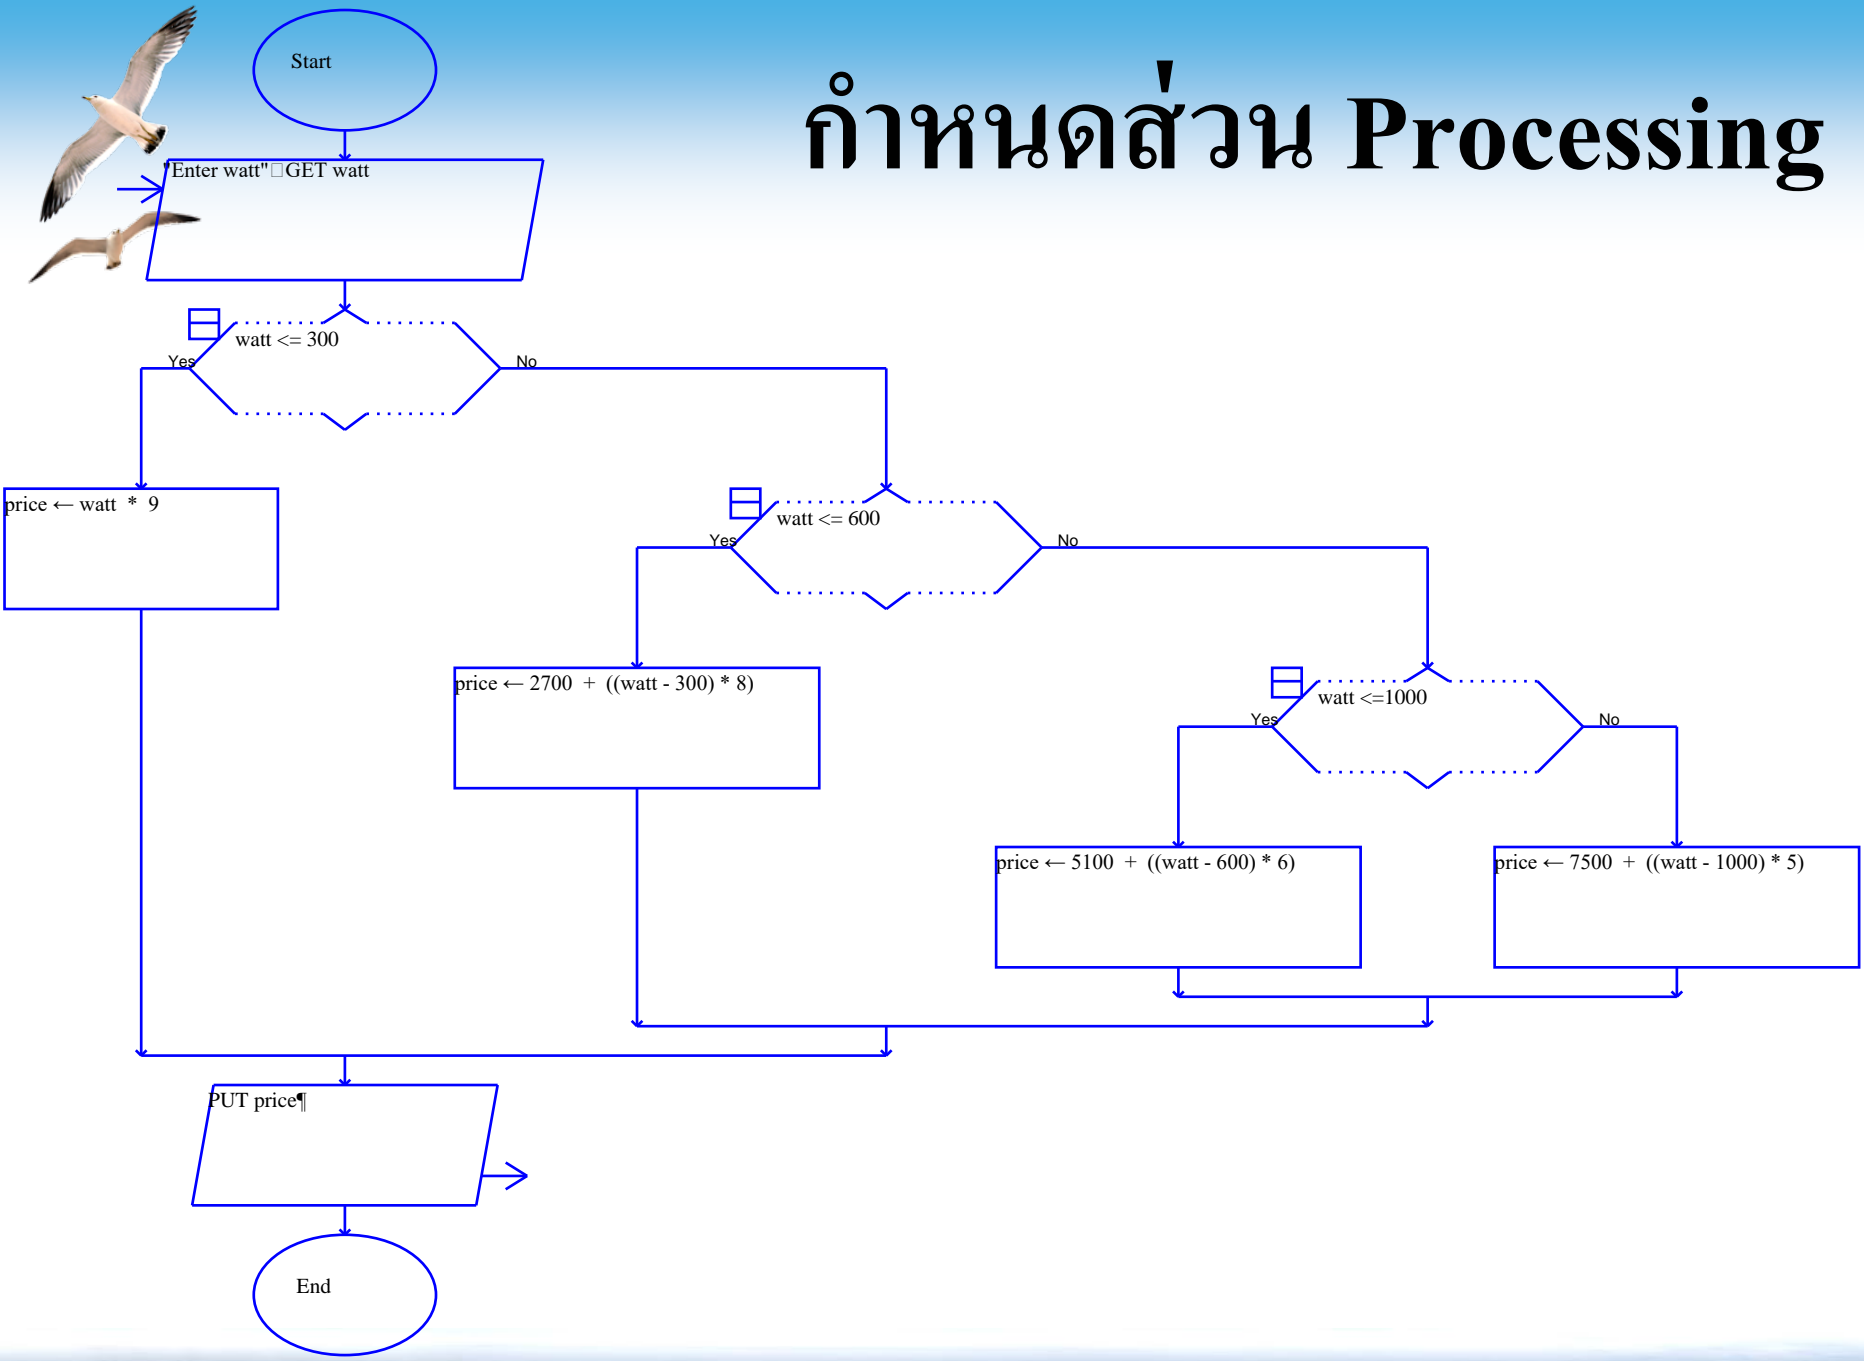 กำหนดส่วน Processing
Start
"Enter watt"□GET watt
watt <= 300
Yes
No
price ← watt * 9
watt <= 600
Yes
No
price ← 2700 + ((watt - 300) * 8)
watt <=1000
Yes
No
price ← 5100 + ((watt - 600) * 6)
price ← 7500 + ((watt - 1000) * 5)
PUT price¶
End